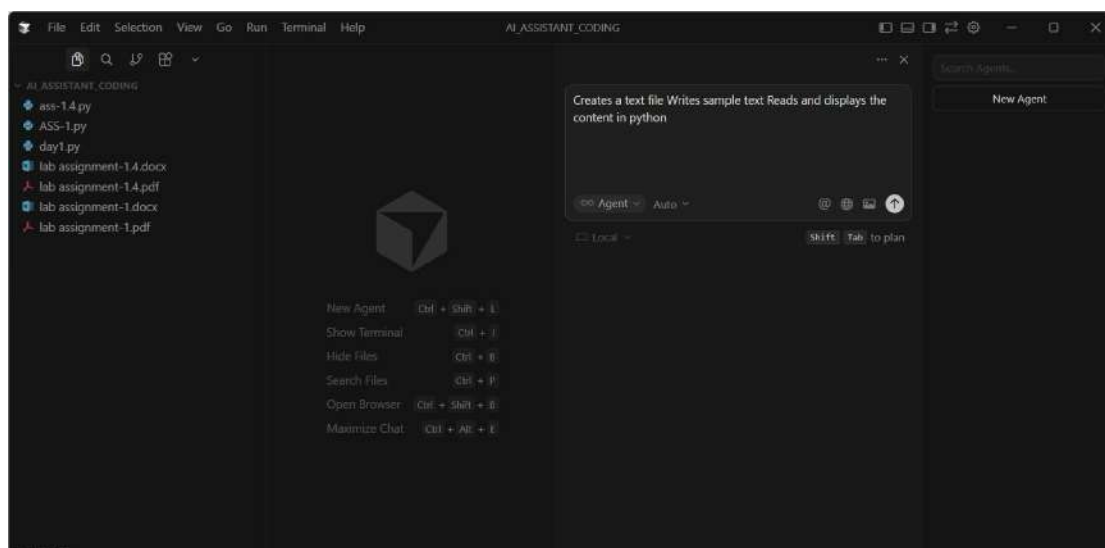 File Edit Selection View Go Run Terminal Help
AI_ASSISTANT_CODING
AI_ASSISTANT_CODING
ass-1.4.py
ASS-1.py
day1.py
lab assignment-1.4.docx
lab assignment-1.4.pdf
lab assignment-1.docx
lab assignment-1.pdf
New Agent Ctrl + Shift + L
Show Terminal Ctrl + J
Hide Files Ctrl + B
Search Files Ctrl + P
Open Browser Ctrl + Shift + B
Maximize Chat Ctrl + Alt + E
Creates a text file Writes sample text Reads and displays the
content in python
Agent Auto
Local
Shift Tab to plan
Search Agents...
New Agent